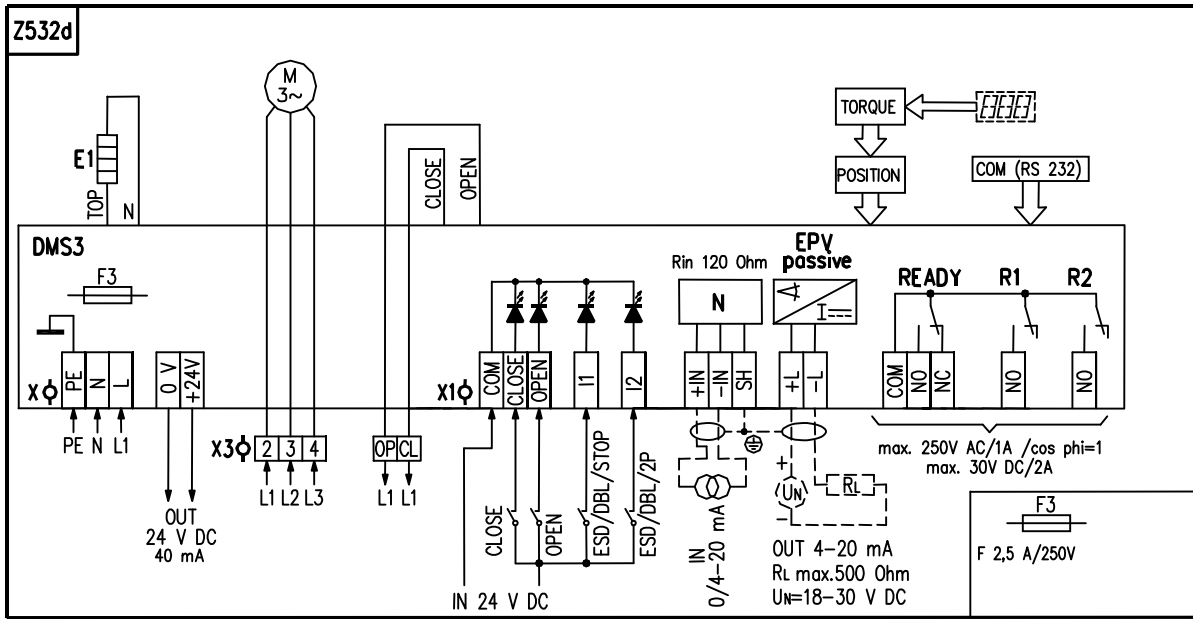 Z532d
M
3~
E1
TOP
N
CLOSE
OPEN
TORQUE
POSITION
COM (RS 232)
DMS3
F3
Rin 120 Ohm
N
EPV
passive
I
READY
R1
R2
X
PE
N
L
0 V
+24V
X1
COM
CLOSE
OPEN
I1
I2
+IN
-IN
SH
+L
-L
COM
NO
NC
NO
NO
PE N L1
X3
2
3
4
OP
CL
L1 L2 L3
L1 L1
OUT
24 V DC
40 mA
CLOSE
OPEN
ESD/DBL/STOP
ESD/DBL/2P
IN 24 V DC
IN
0/4-20 mA
+
UN
-
RL
OUT 4-20 mA
RL max.500 Ohm
UN=18-30 V DC
max. 250V AC/1A /cos phi=1
max. 30V DC/2A
F3
F 2,5 A/250V